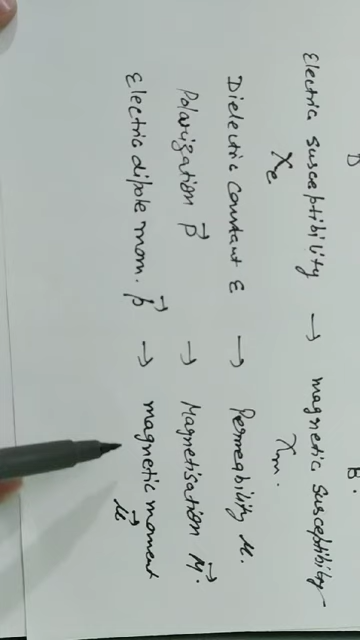 D B.
Electric susceptibility → magnetic susceptibility
χe χm.
Dielectric constant ε → Permeability μ.
Polarization P⃗ → Magnetisation M⃗.
Electric dipole mom. p⃗ → magnetic moment
μ⃗